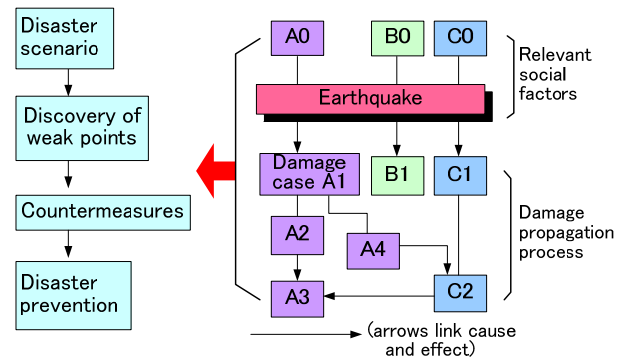 Disaster
scenario
Discovery of
weak points
Countermeasures
Disaster
prevention
A0
B0
C0
Relevant
social
factors
Earthquake
Damage
case A1
B1
C1
A2
A4
Damage
propagation
process
A3
C2
(arrows link cause
and effect)